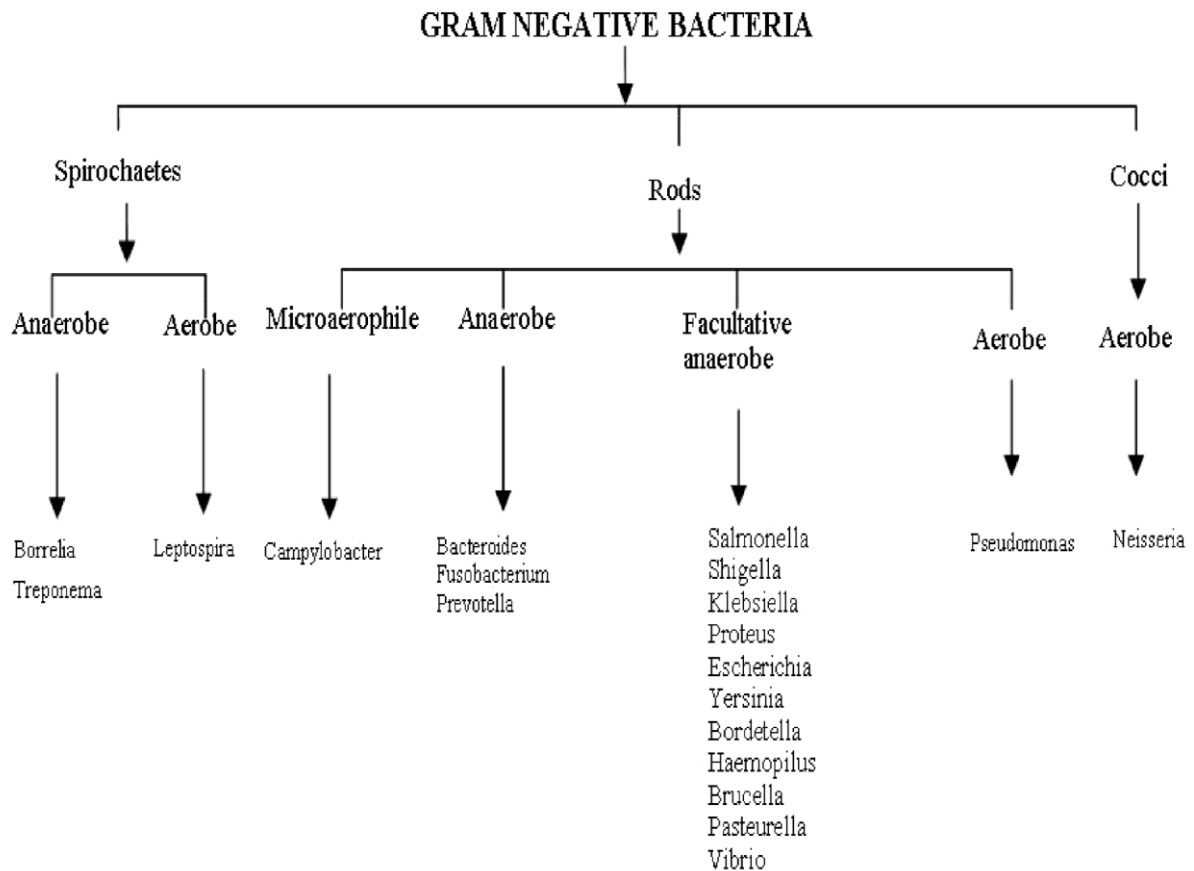 GRAM NEGATIVE BACTERIA
Spirochaetes
Rods
Cocci
Anaerobe
Aerobe
Microaerophile
Anaerobe
Facultative
anaerobe
Aerobe
Aerobe
Borrelia
Treponema
Leptospira
Campylobacter
Bacteroides
Fusobacterium
Prevotella
Salmonella
Shigella
Klebsiella
Proteus
Escherichia
Yersinia
Bordetella
Haemopilus
Brucella
Pasteurella
Vibrio
Pseudomonas
Neisseria